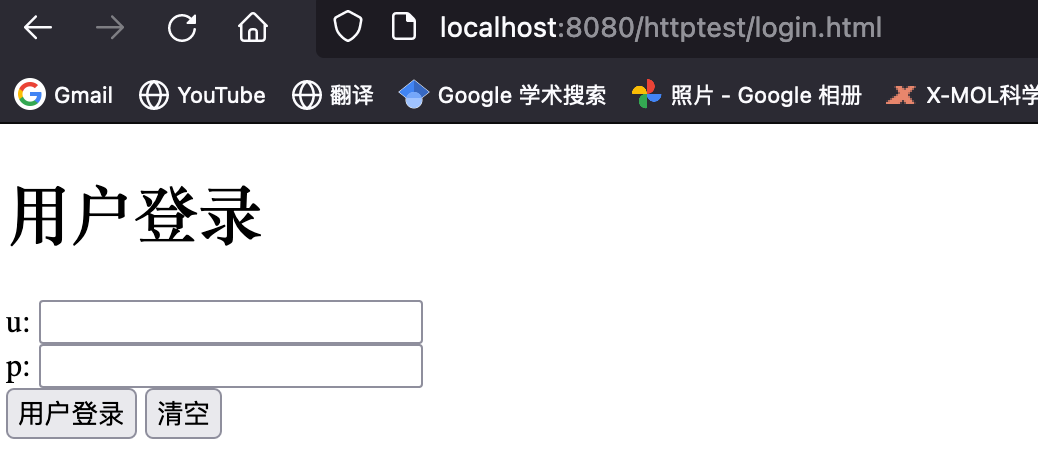 localhost:8080/httptest/login.html
Gmail YouTube 翻译 Google 学术搜索 照片 - Google 相册 X-MOL科学
用户登录
u:
p:
用户登录 清空